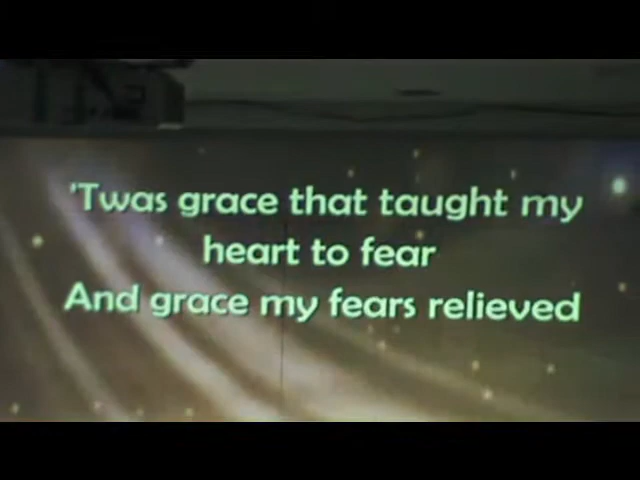 'Twas grace that taught my
heart to fear
And grace my fears relieved